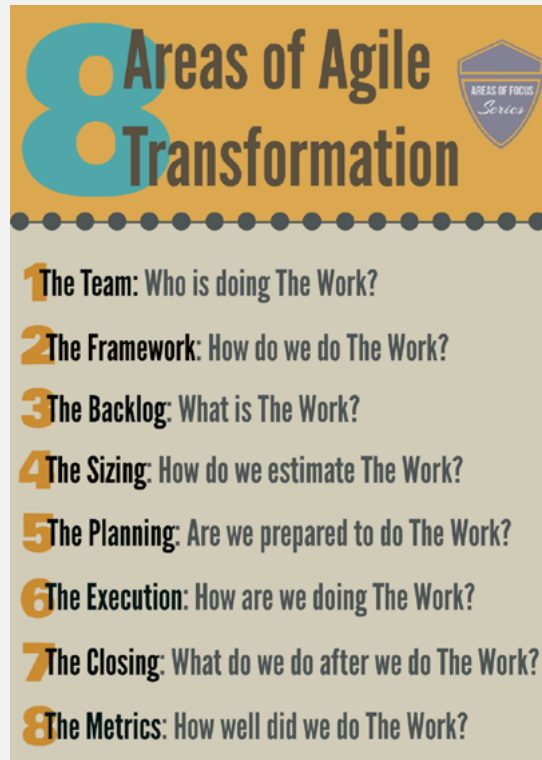 8 Areas of Agile
Transformation
AREAS OF FOCUS
Series
1 The Team: Who is doing The Work?
2 The Framework: How do we do The Work?
3 The Backlog: What is The Work?
4 The Sizing: How do we estimate The Work?
5 The Planning: Are we prepared to do The Work?
6 The Execution: How are we doing The Work?
7 The Closing: What do we do after we do The Work?
8 The Metrics: How well did we do The Work?